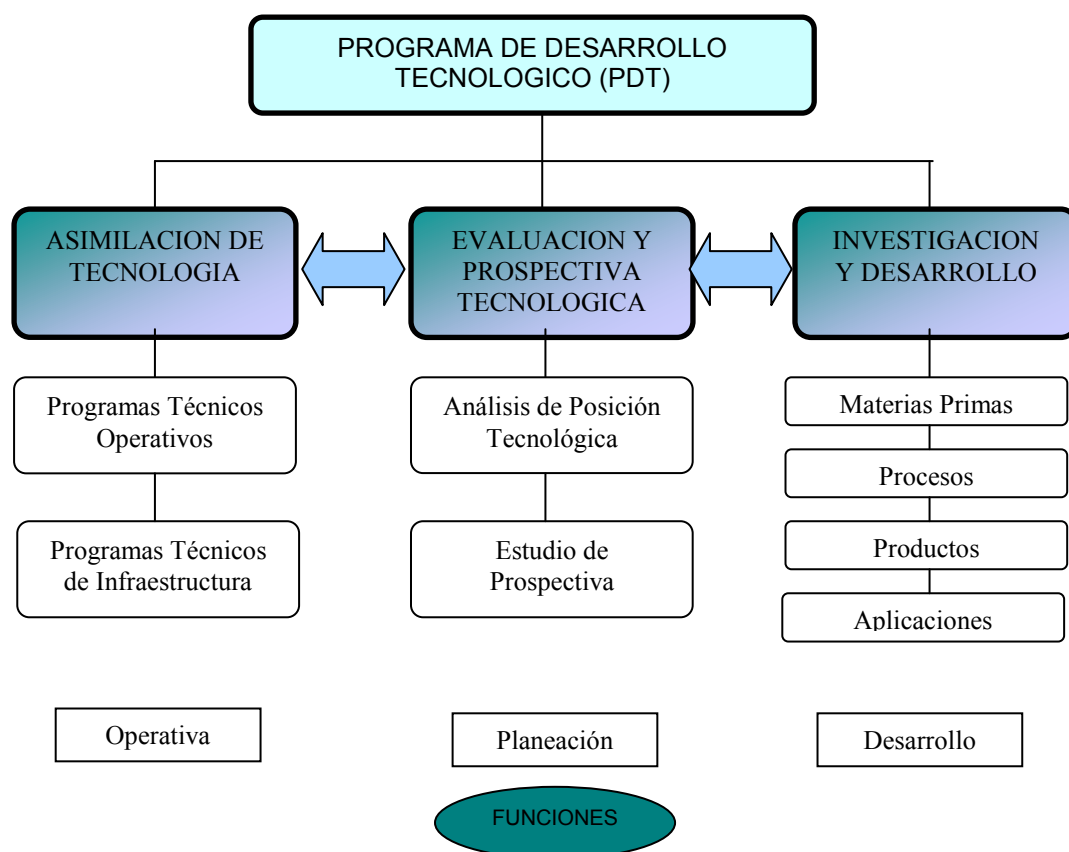 PROGRAMA DE DESARROLLO
TECNOLOGICO (PDT)
ASIMILACION DE
TECNOLOGIA
EVALUACION Y
PROSPECTIVA
TECNOLOGICA
INVESTIGACION
Y DESARROLLO
Programas Técnicos
Operativos
Programas Técnicos
de Infraestructura
Análisis de Posición
Tecnológica
Estudio de
Prospectiva
Materias Primas
Procesos
Productos
Aplicaciones
Operativa
Planeación
Desarrollo
FUNCIONES